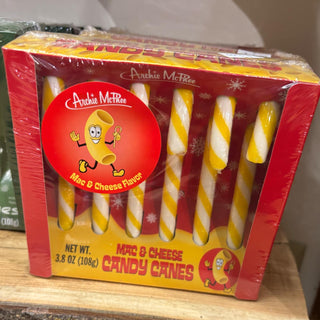 Archie McPhee
Archie McPhee
Mac & Cheese Flavor
NET WT.
3.8 OZ (108g)
MAC & CHEESE
CANDY CANES